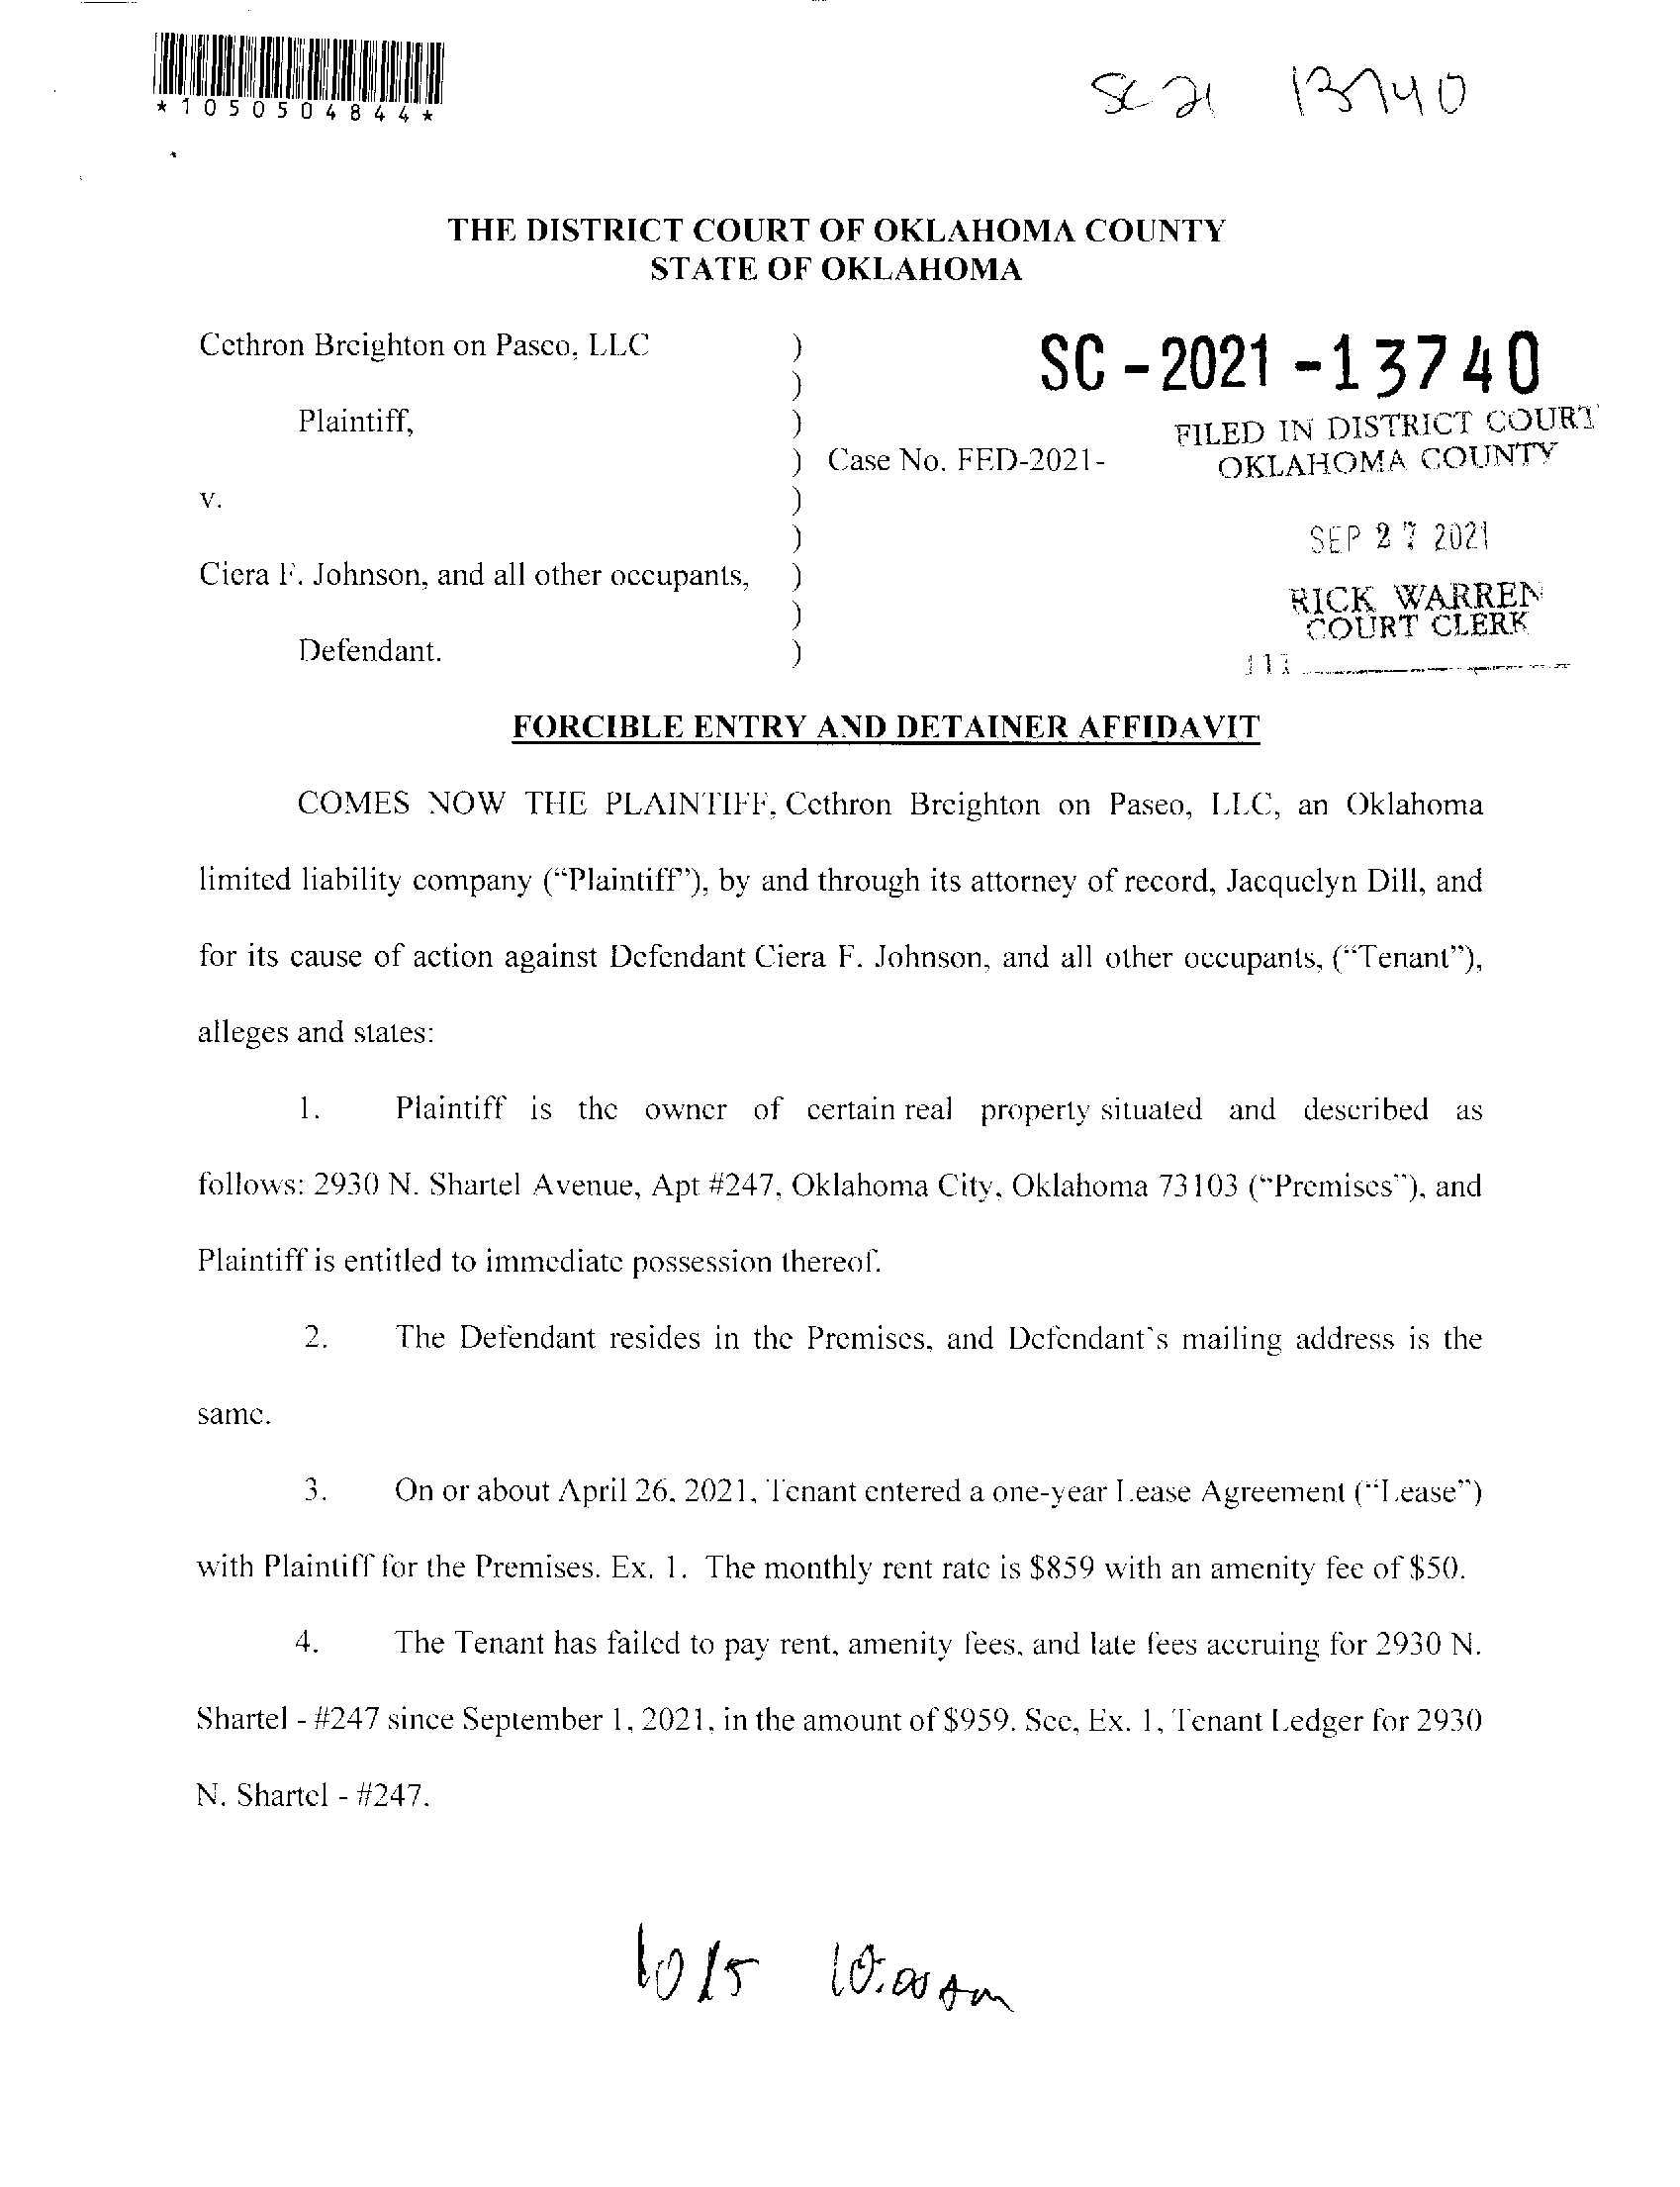 *1050504844*
SC 21 13740
THE DISTRICT COURT OF OKLAHOMA COUNTY
STATE OF OKLAHOMA
Cethron Breighton on Paseo, LLC )
)
SC-2021-13740
Plaintiff, )
FILED IN DISTRICT COURT
) Case No. FED-2021-
OKLAHOMA COUNTY
v. )
)
SEP 27 2021
Ciera F. Johnson, and all other occupants, )
)
RICK WARREN
COURT CLERK
Defendant. )
FORCIBLE ENTRY AND DETAINER AFFIDAVIT
COMES NOW THE PLAINTIFF, Cethron Breighton on Paseo, LLC, an Oklahoma
limited liability company (“Plaintiff”), by and through its attorney of record, Jacquelyn Dill, and
for its cause of action against Defendant Ciera F. Johnson, and all other occupants, (“Tenant”),
alleges and states:
1. Plaintiff is the owner of certain real property situated and described as
follows: 2930 N. Shartel Avenue, Apt #247, Oklahoma City, Oklahoma 73103 (“Premises”), and
Plaintiff is entitled to immediate possession thereof.
2. The Defendant resides in the Premises, and Defendant's mailing address is the
same.
3. On or about April 26, 2021, Tenant entered a one-year Lease Agreement (“Lease”)
with Plaintiff for the Premises. Ex. 1. The monthly rent rate is $859 with an amenity fee of $50.
4. The Tenant has failed to pay rent, amenity fees, and late fees accruing for 2930 N.
Shartel - #247 since September 1, 2021, in the amount of $959. See, Ex. 1, Tenant Ledger for 2930
N. Shartel - #247.
10/5 10:00 Am